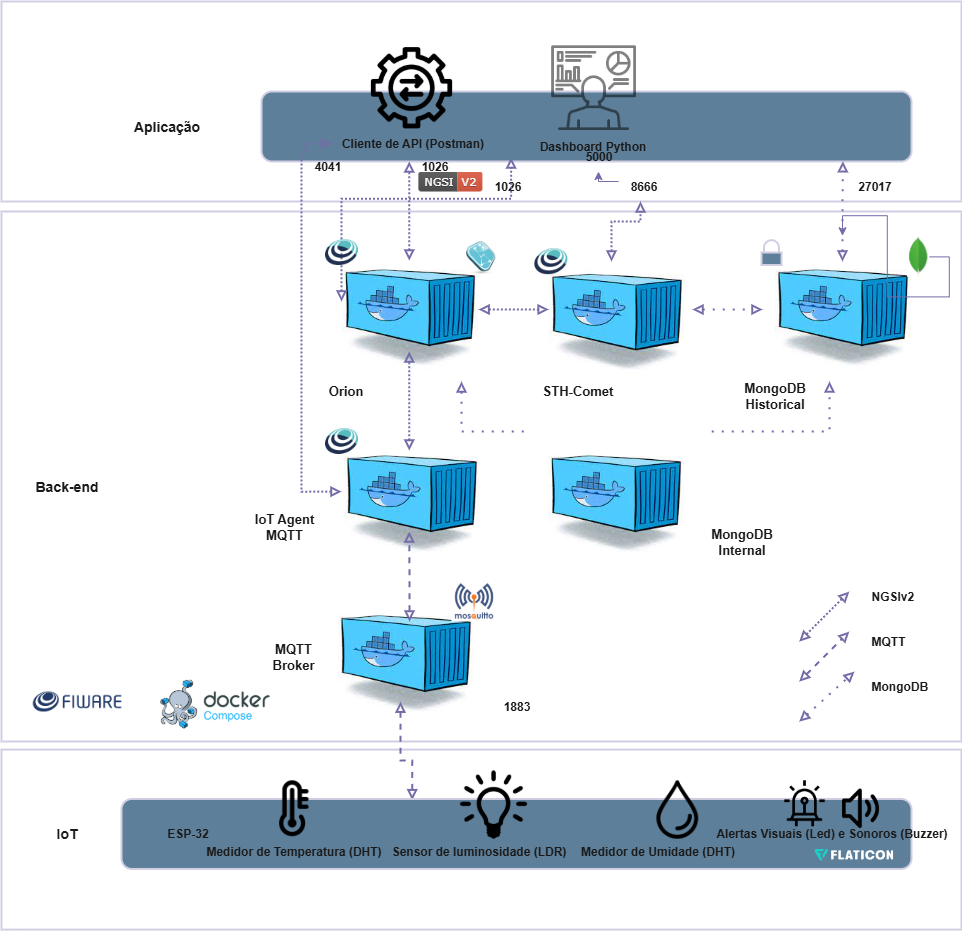 Aplicação
Cliente de API (Postman)
Dashboard Python
5000
4041
1026
NGSI V2
1026
8666
27017
Orion
STH-Comet
MongoDB
Historical
Back-end
IoT Agent
MQTT
MongoDB
Internal
mosquitto
MQTT
Broker
NGSIv2
MQTT
MongoDB
FIWARE
docker
Compose
1883
IoT
ESP-32
Medidor de Temperatura (DHT)
Sensor de luminosidade (LDR)
Medidor de Umidade (DHT)
Alertas Visuais (Led) e Sonoros (Buzzer)
FLATICON